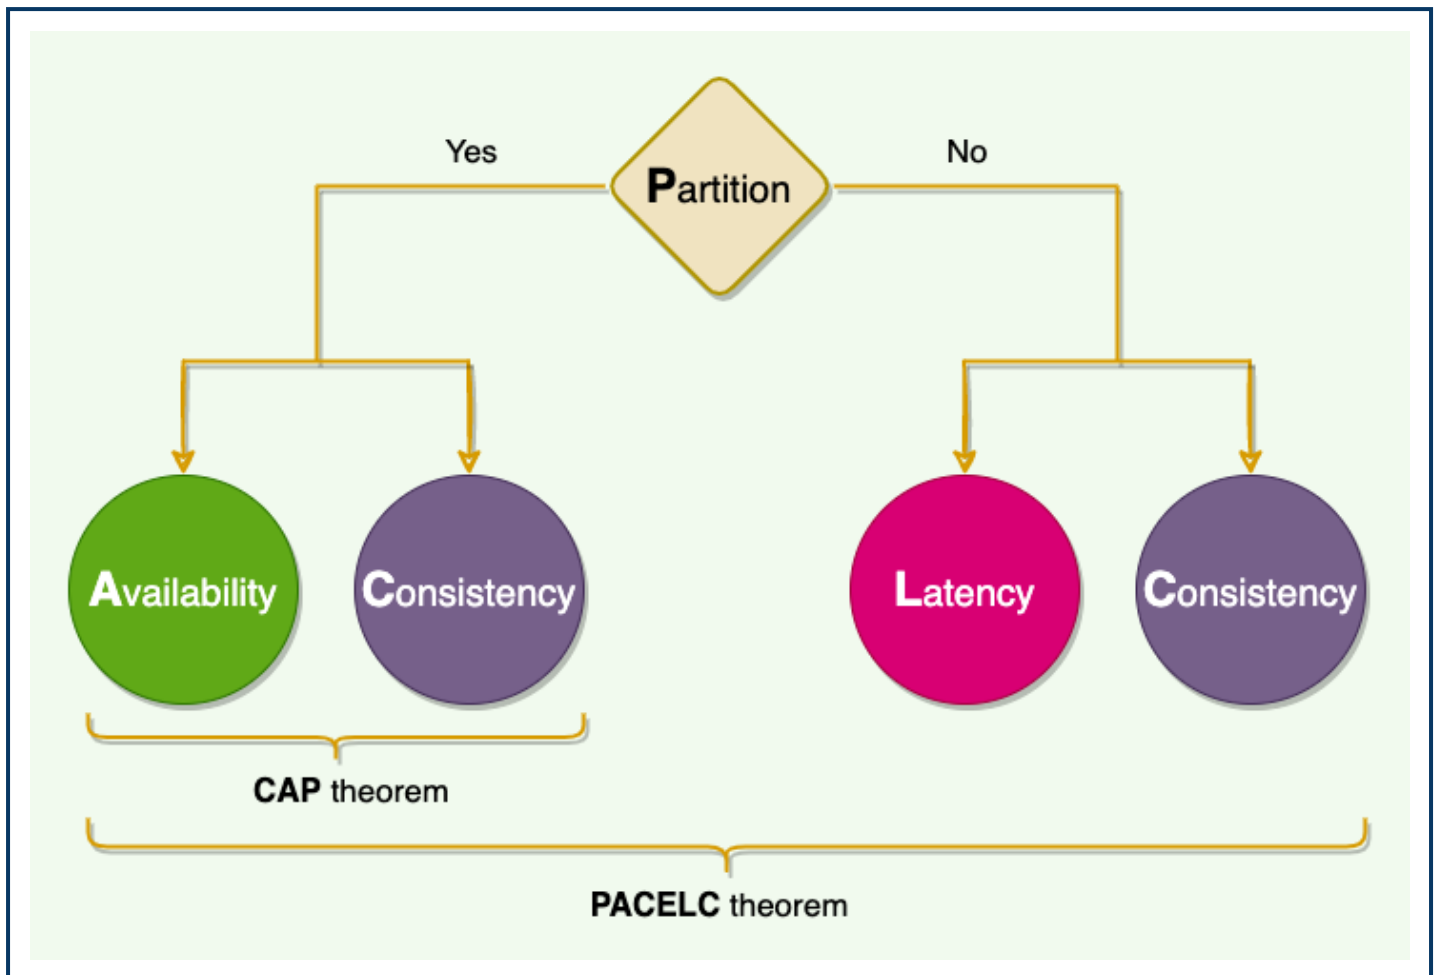 Yes
No
Partition
Availability
Consistency
Latency
Consistency
CAP theorem
PACELC theorem